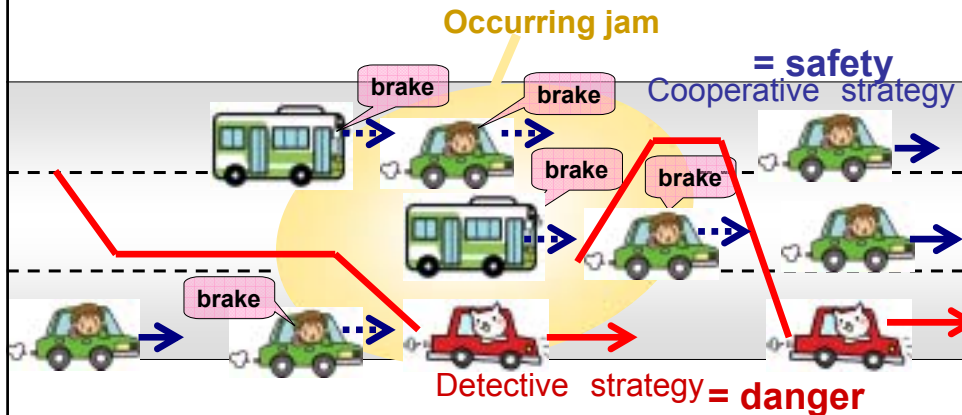 Occurring jam
= safety
Cooperative strategy
brake
brake
brake
brake
brake
Detective strategy
= danger